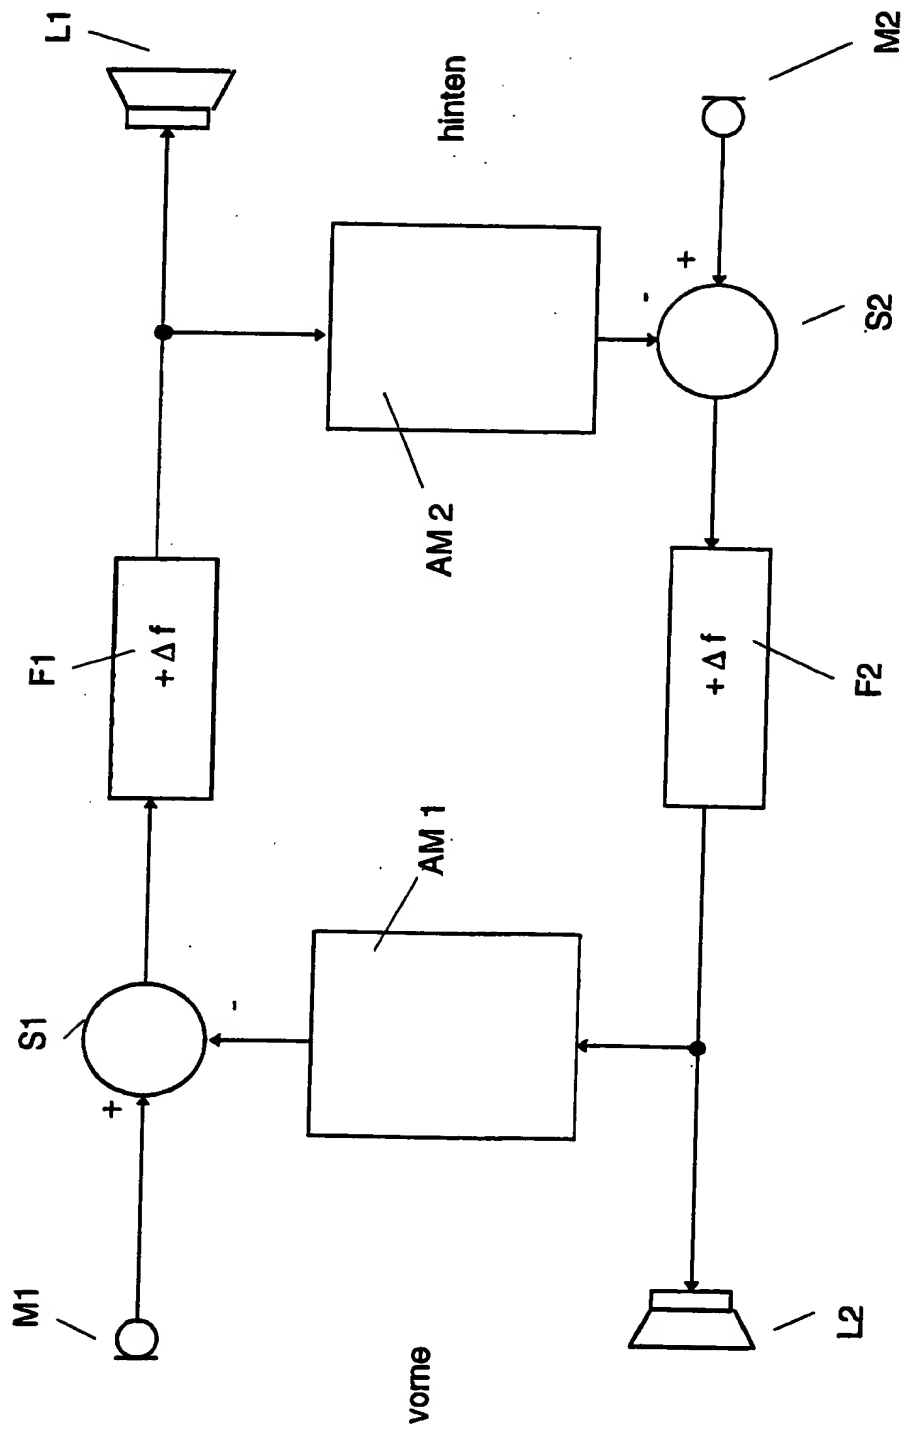 M1
S1
F1
L1
+
+ Δ f
-
vorne
AM 1
AM 2
hinten
-
+
+ Δ f
L2
F2
S2
M2